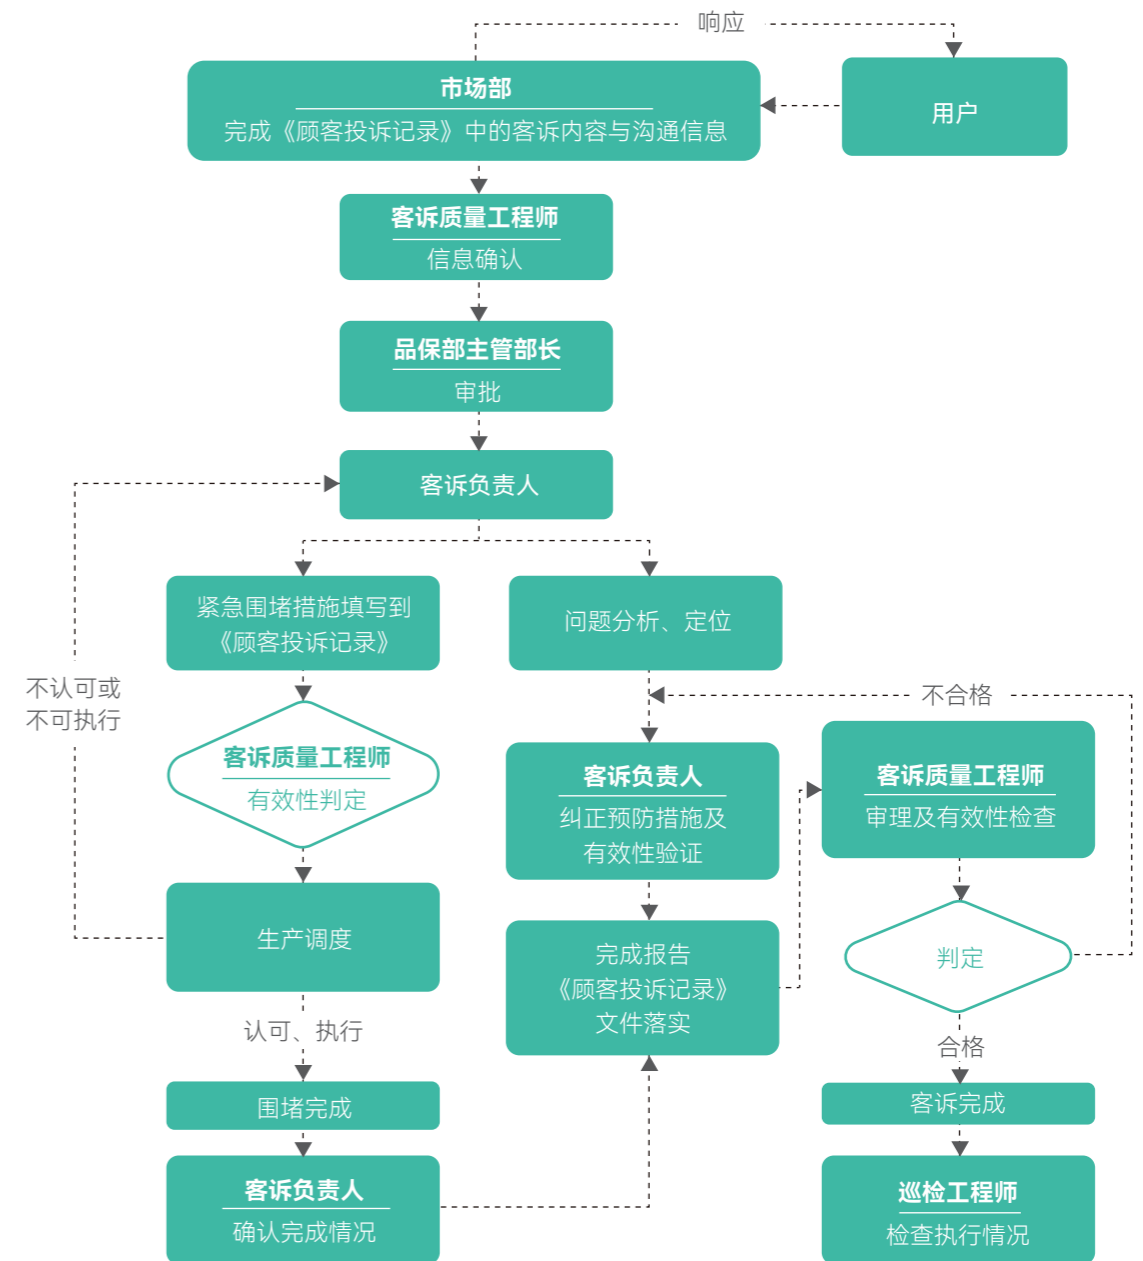 响应
市场部
完成《顾客投诉记录》中的客诉内容与沟通信息
用户
客诉质量工程师
信息确认
品保部主管部长
审批
客诉负责人
紧急围堵措施填写到
《顾客投诉记录》
问题分析、定位
不认可或
不可执行
不合格
客诉质量工程师
有效性判定
客诉负责人
纠正预防措施及
有效性验证
客诉质量工程师
审理及有效性检查
生产调度
完成报告
《顾客投诉记录》
文件落实
判定
认可、执行
合格
围堵完成
客诉完成
客诉负责人
确认完成情况
巡检工程师
检查执行情况